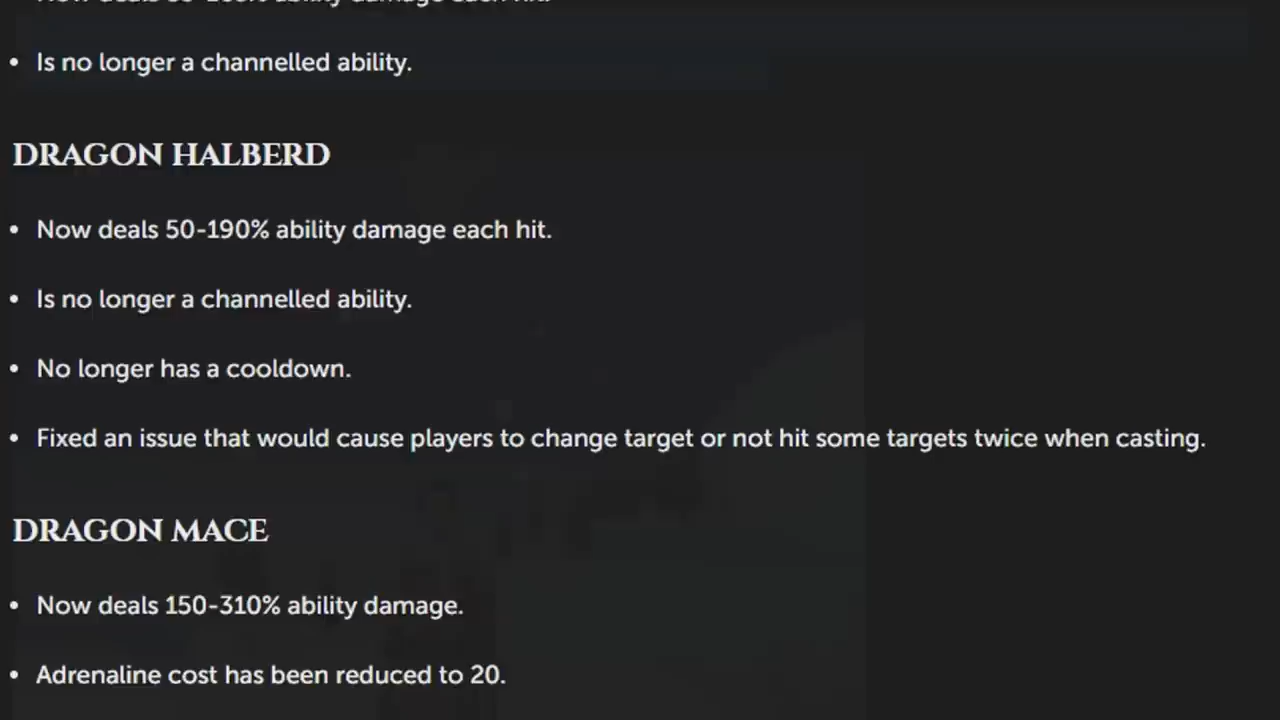 • Is no longer a channelled ability.
DRAGON HALBERD
• Now deals 50-190% ability damage each hit.
• Is no longer a channelled ability.
• No longer has a cooldown.
• Fixed an issue that would cause players to change target or not hit some targets twice when casting.
DRAGON MACE
• Now deals 150-310% ability damage.
• Adrenaline cost has been reduced to 20.